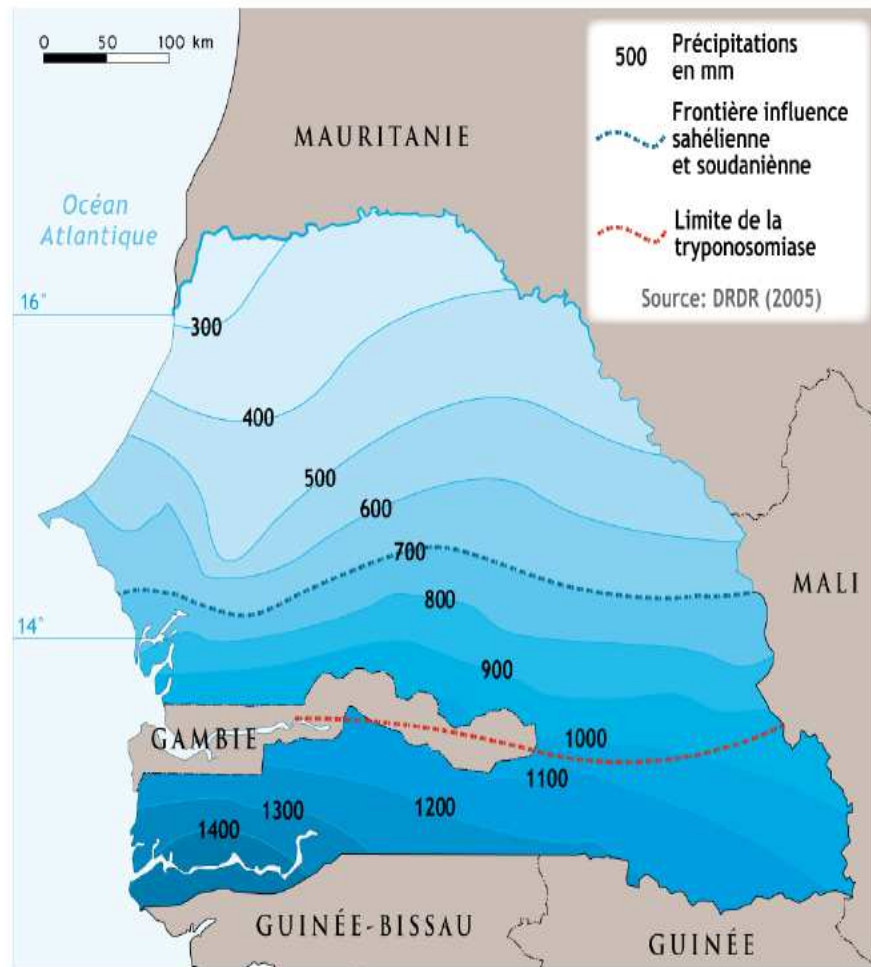 0 50 100 km
500 Précipitations
en mm
Frontière influence
sahélienne
et soudaniènne
Limite de la
tryponosomiase
Source: DRDR (2005)
MAURITANIE
Océan
Atlantique
16°
300
400
500
600
700
MALI
800
14°
900
GAMBIE
1000
1100
1300
1200
1400
GUINÉE-BISSAU
GUINÉE